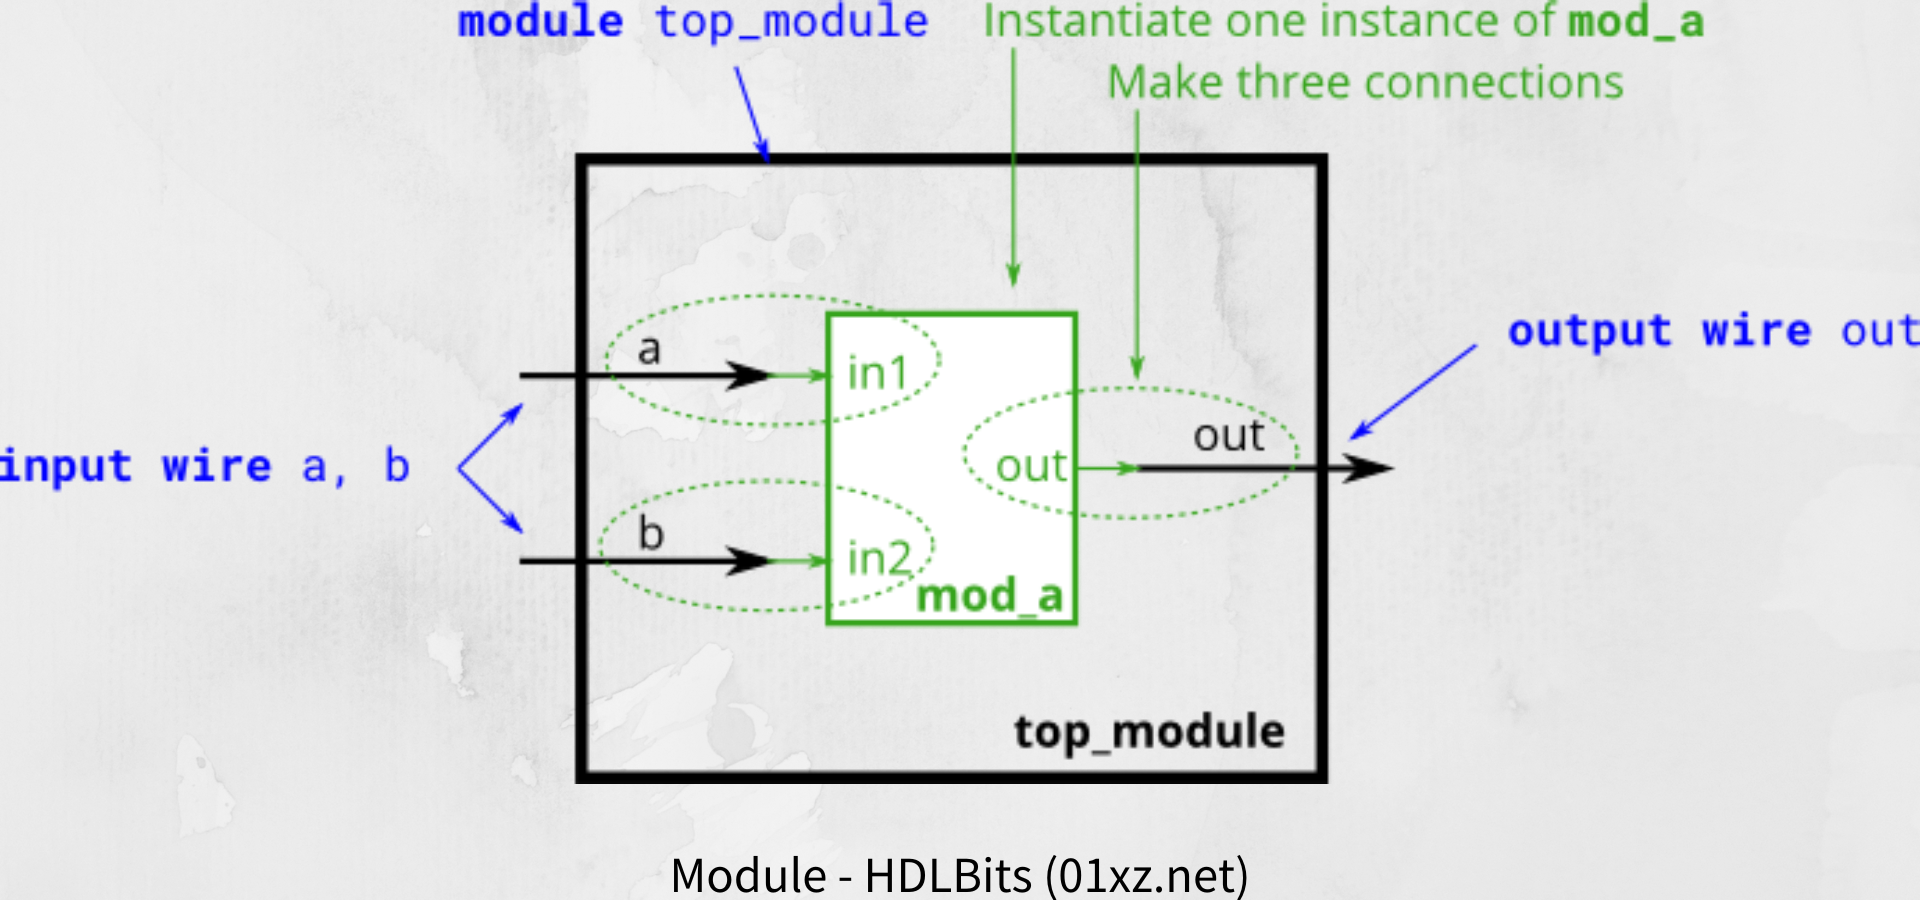 module top_module
Instantiate one instance of mod_a
Make three connections
output wire out
a
in1
out
out
input wire a, b
b
in2
mod_a
top_module
Module - HDLBits (01xz.net)